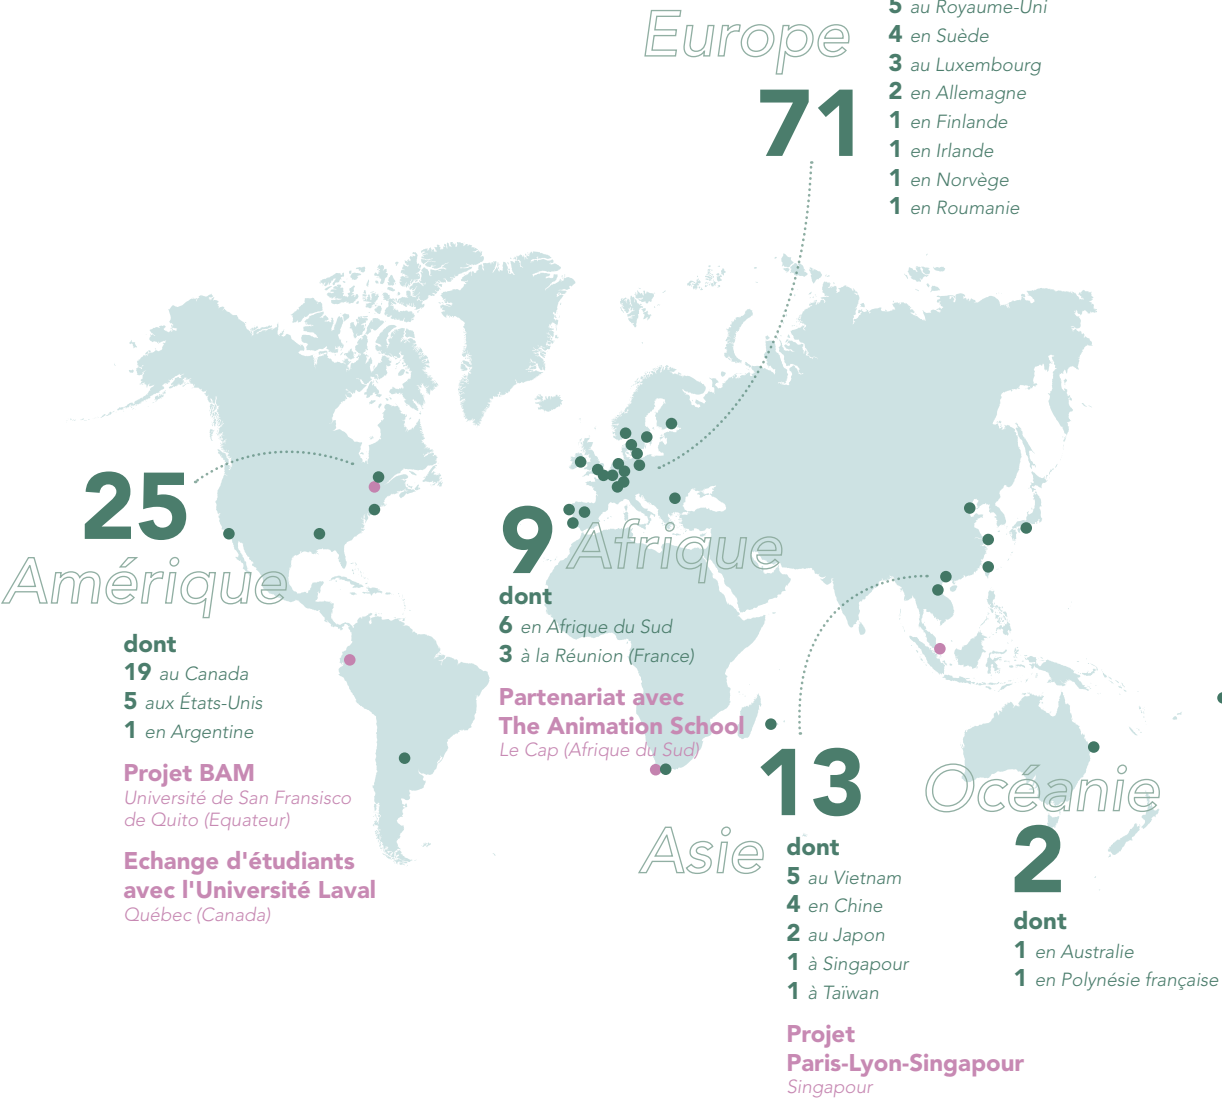 Europe
71
5 au Royaume-Uni
4 en Suède
3 au Luxembourg
2 en Allemagne
1 en Finlande
1 en Irlande
1 en Norvège
1 en Roumanie
25
Amérique
dont
19 au Canada
5 aux États-Unis
1 en Argentine
Projet BAM
Université de San Fransisco
de Quito (Equateur)
Echange d'étudiants
avec l'Université Laval
Québec (Canada)
9 Afrique
dont
6 en Afrique du Sud
3 à la Réunion (France)
Partenariat avec
The Animation School
Le Cap (Afrique du Sud)
13
Asie
dont
5 au Vietnam
4 en Chine
2 au Japon
1 à Singapour
1 à Taïwan
Projet
Paris-Lyon-Singapour
Singapour
Océanie
2
dont
1 en Australie
1 en Polynésie française